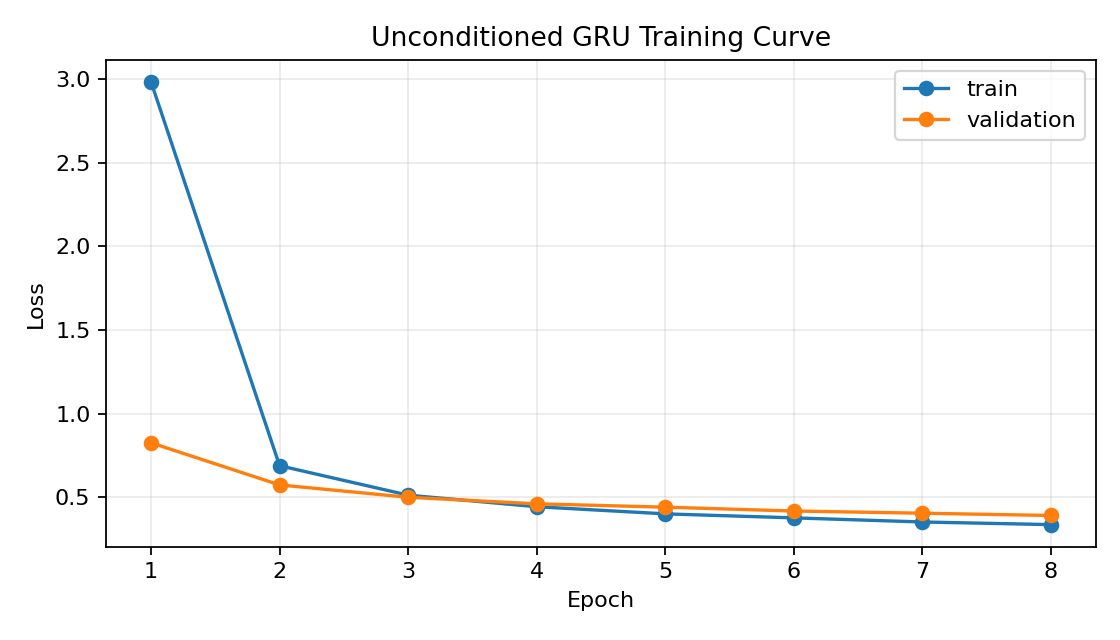 Unconditioned GRU Training Curve
train
validation
3.0
2.5
2.0
1.5
1.0
0.5
Loss
1 2 3 4 5 6 7 8
Epoch